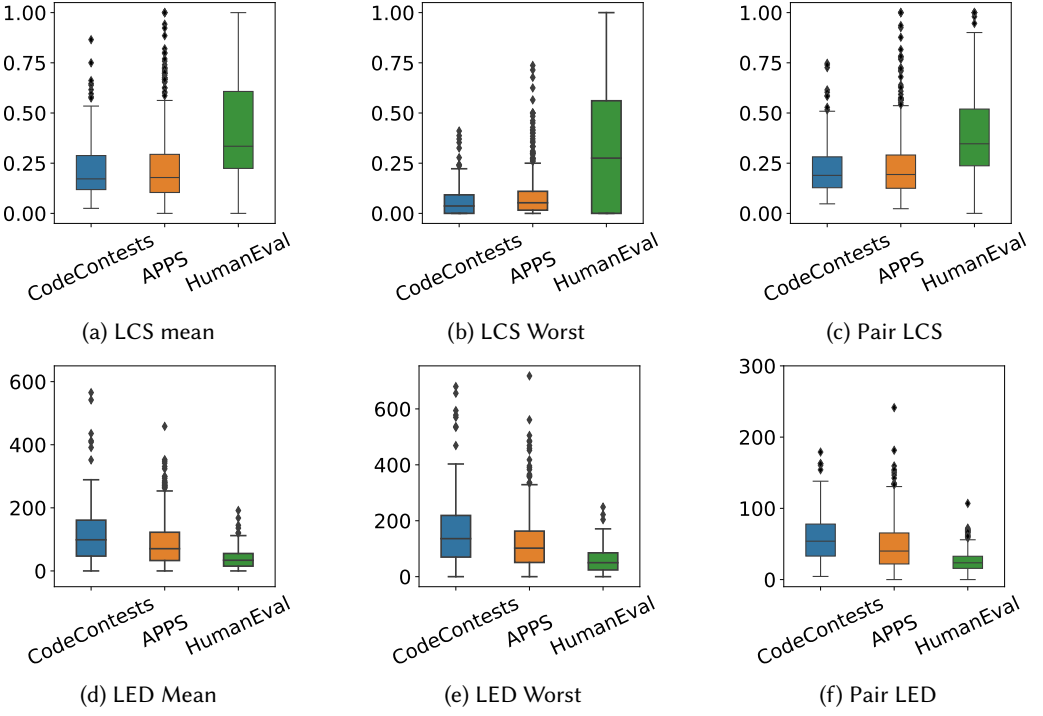 1.00
0.75
0.50
0.25
0.00
CodeContests
APPS
HumanEval
(a) LCS mean
1.00
0.75
0.50
0.25
0.00
CodeContests
APPS
HumanEval
(b) LCS Worst
1.00
0.75
0.50
0.25
0.00
CodeContests
APPS
HumanEval
(c) Pair LCS
600
400
200
0
CodeContests
APPS
HumanEval
(d) LED Mean
600
400
200
0
CodeContests
APPS
HumanEval
(e) LED Worst
300
200
100
0
CodeContests
APPS
HumanEval
(f) Pair LED